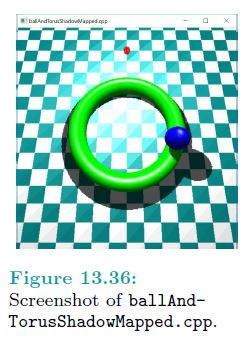 ballAndTorusShadowMapped.cpp
Figure 13.36:
Screenshot of ballAnd-
TorusShadowMapped.cpp.